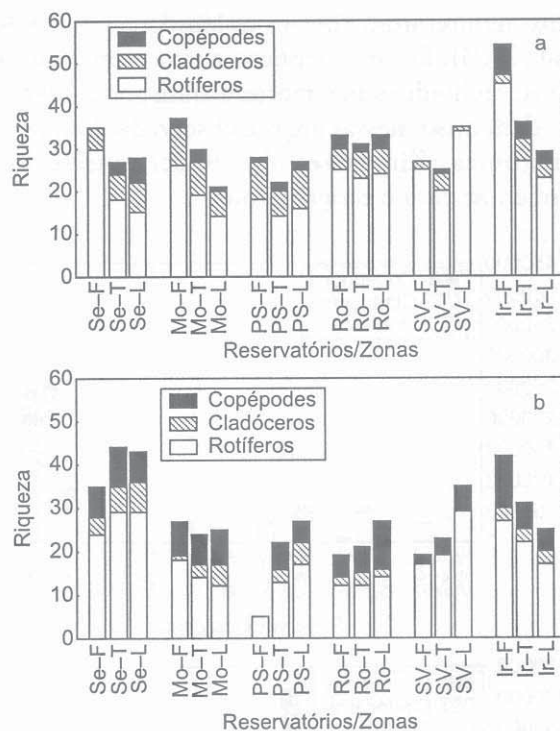 60
50
40
30
20
10
0
Riqueza
Copépodes
Cladóceros
Rotíferos
a
Se–F
Se–T
Se–L
Mo–F
Mo–T
Mo–L
PS–F
PS–T
PS–L
Ro–F
Ro–T
Ro–L
SV–F
SV–T
SV–L
Ir–F
Ir–T
Ir–L
Reservatórios/Zonas
60
40
30
20
10
0
Riqueza
Copépodes
Cladóceros
Rotíferos
b
Se–F
Se–T
Se–L
Mo–F
Mo–T
Mo–L
PS–F
PS–T
PS–L
Ro–F
Ro–T
Ro–L
SV–F
SV–T
SV–L
Ir–F
Ir–T
Ir–L
Reservatórios/Zonas